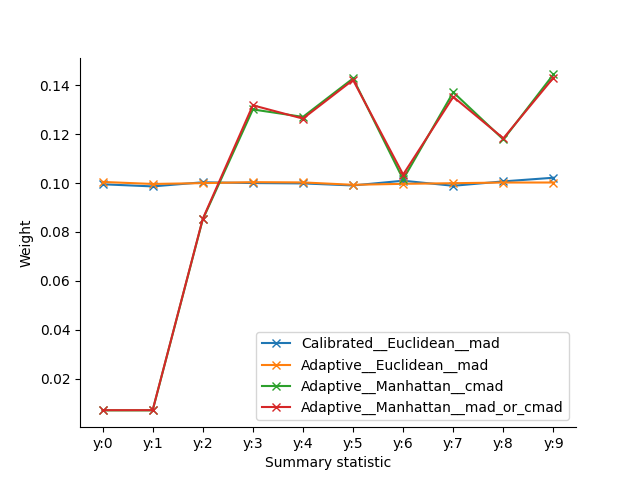 0.14
0.12
0.10
0.08
0.06
0.04
0.02
Weight
Calibrated__Euclidean__mad
Adaptive__Euclidean__mad
Adaptive__Manhattan__cmad
Adaptive__Manhattan__mad_or_cmad
y:0 y:1 y:2 y:3 y:4 y:5 y:6 y:7 y:8 y:9
Summary statistic